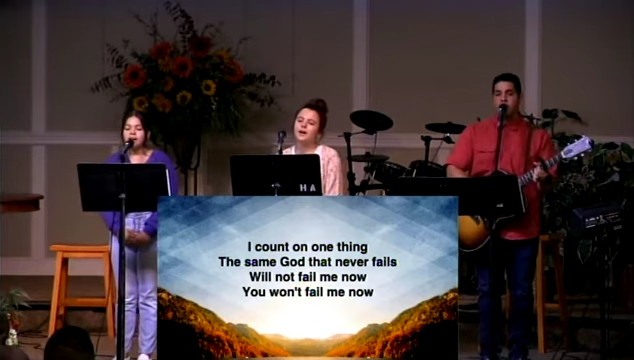 HA
I count on one thing
The same God that never fails
Will not fail me now
You won't fail me now